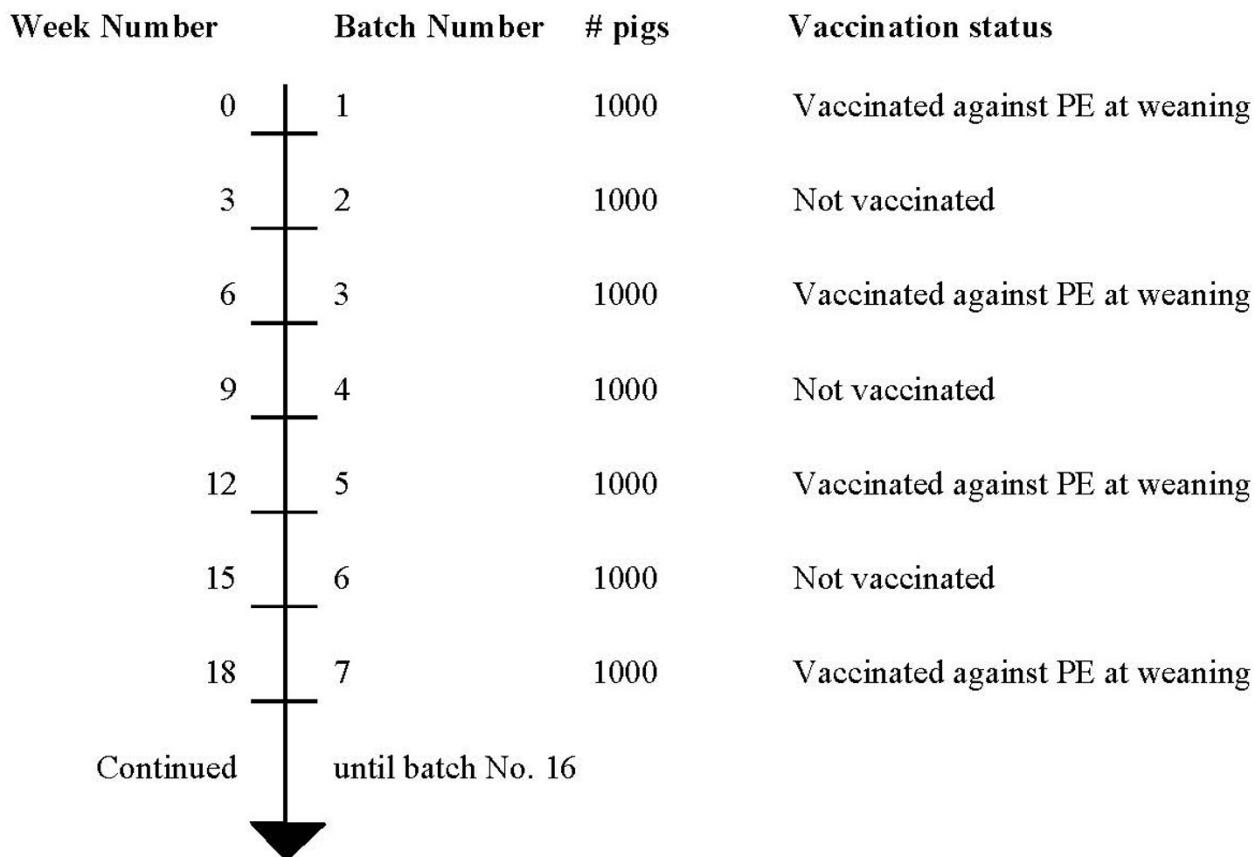 Week Number Batch Number # pigs Vaccination status
0 1 1000 Vaccinated against PE at weaning
3 2 1000 Not vaccinated
6 3 1000 Vaccinated against PE at weaning
9 4 1000 Not vaccinated
12 5 1000 Vaccinated against PE at weaning
15 6 1000 Not vaccinated
18 7 1000 Vaccinated against PE at weaning
Continued until batch No. 16